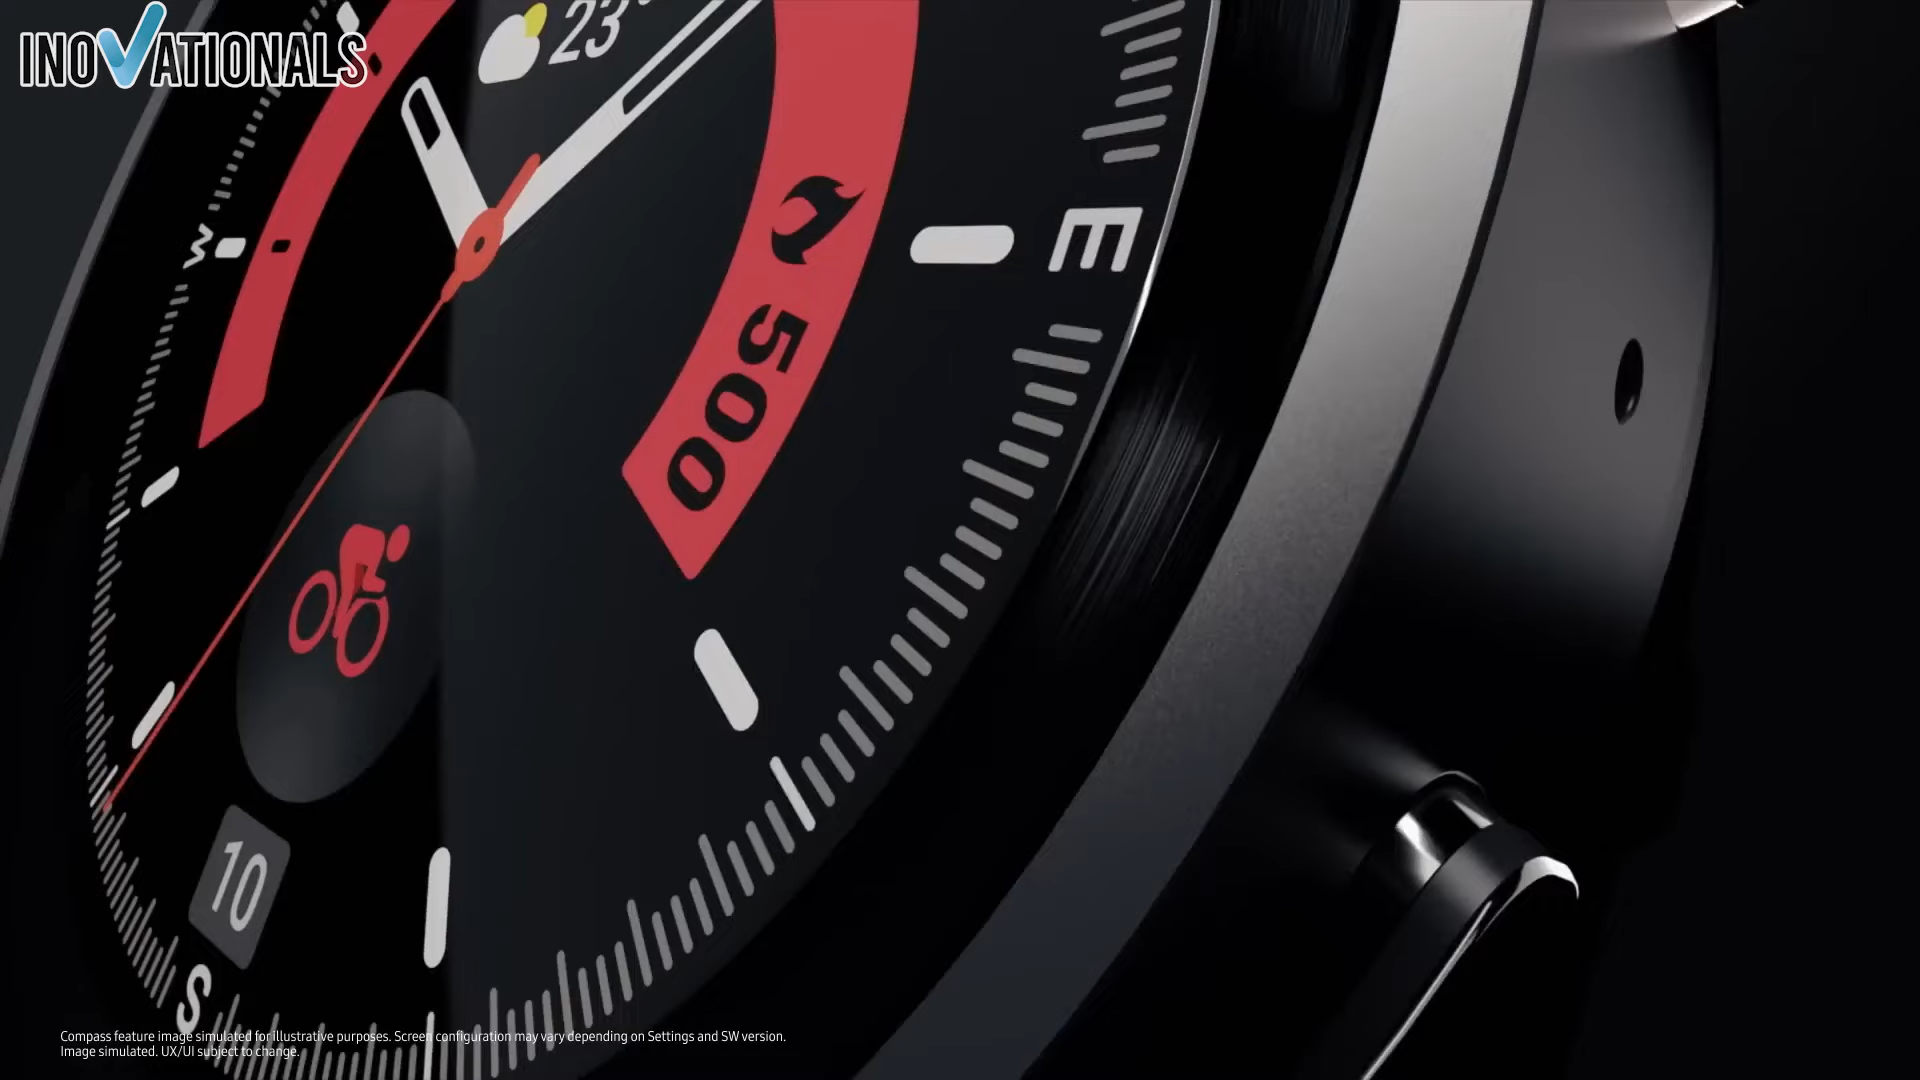 INOVATIONALS
23°
W
E
500
10
S
Compass feature image simulated for illustrative purposes. Screen configuration may vary depending on Settings and SW version.
Image simulated. UX/UI subject to change.